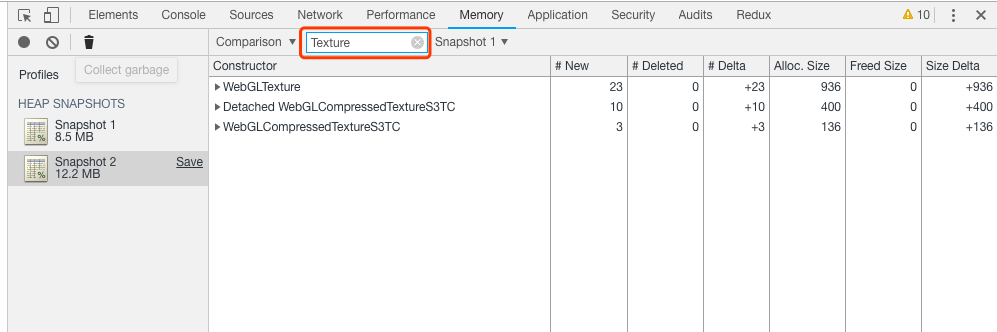 Elements Console Sources Network Performance Memory Application Security Audits Redux 10
Comparison Texture Snapshot 1
Profiles
Collect garbage
HEAP SNAPSHOTS
Snapshot 1
8.5 MB
Snapshot 2 Save
12.2 MB
Constructor # New # Deleted # Delta Alloc. Size Freed Size Size Delta
WebGLTexture 23 0 +23 936 0 +936
Detached WebGLCompressedTextureS3TC 10 0 +10 400 0 +400
WebGLCompressedTextureS3TC 3 0 +3 136 0 +136